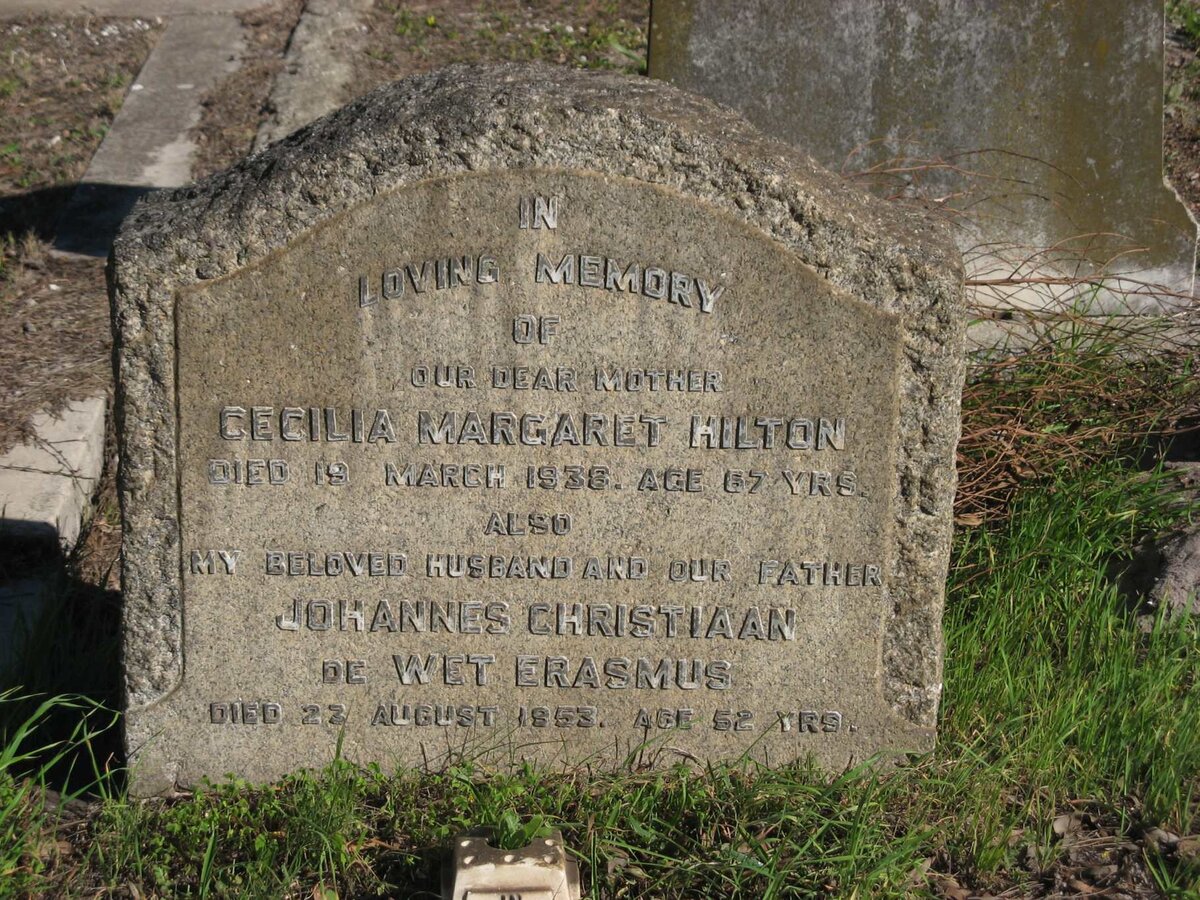 IN
LOVING MEMORY
OF
OUR DEAR MOTHER
CECILIA MARGARET HILTON
DIED 19 MARCH 1938. AGE 67 YRS.
ALSO
MY BELOVED HUSBAND AND OUR FATHER
JOHANNES CHRISTIAAN
DE WET ERASMUS
DIED AUGUST 1953. AGE 52 YRS.
IN